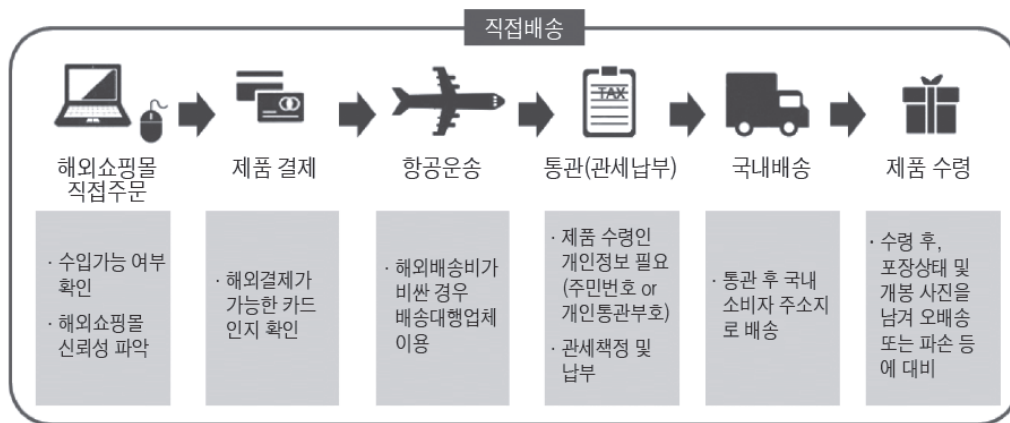 직접배송
TAX
해외쇼핑몰
직접주문
제품 결제
항공운송
통관(관세납부)
국내배송
제품 수령
· 수입가능 여부
확인
· 해외쇼핑몰
신뢰성 파악
· 해외결제가
가능한 카드
인지 확인
· 해외배송비가
비싼 경우
배송대행업체
이용
· 제품 수령인
개인정보 필요
(주민번호 or
개인통관부호)
· 관세책정 및
납부
· 통관 후 국내
소비자 주소지
로 배송
· 수령 후,
포장상태 및
개봉 사진을
남겨 오배송
또는 파손 등
에 대비